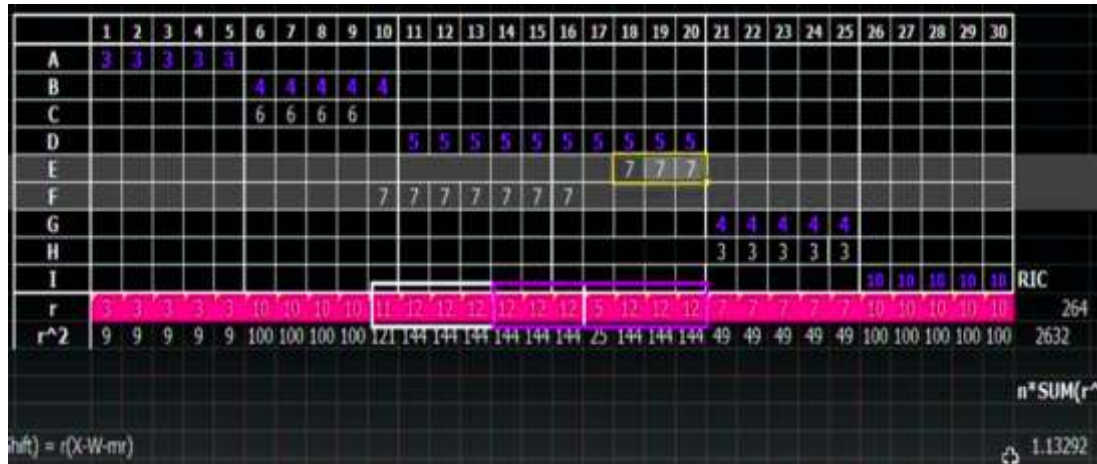 1 2 3 4 5 6 7 8 9 10 11 12 13 14 15 16 17 18 19 20 21 22 23 24 25 26 27 28 29 30
A 3 3 3 3 3
B 4 4 4 4 4
C 6 6 6 6
D 5 5 5 5 5 5 5 5 5 5
E 7 7 7
F 7 7 7 7 7 7 7
G 4 4 4 4 4
H 3 3 3 3 3
I 10 10 10 10 10 RIC
r 3 3 3 3 3 10 10 10 10 11 12 12 12 12 12 12 5 12 12 12 7 7 7 7 7 10 10 10 10 10 264
r^2 9 9 9 9 9 100 100 100 100 121 144 144 144 144 144 144 25 144 144 144 49 49 49 49 49 100 100 100 100 100 2632
n*SUM(r^
hift) = r(X-W-mr) 1.13292